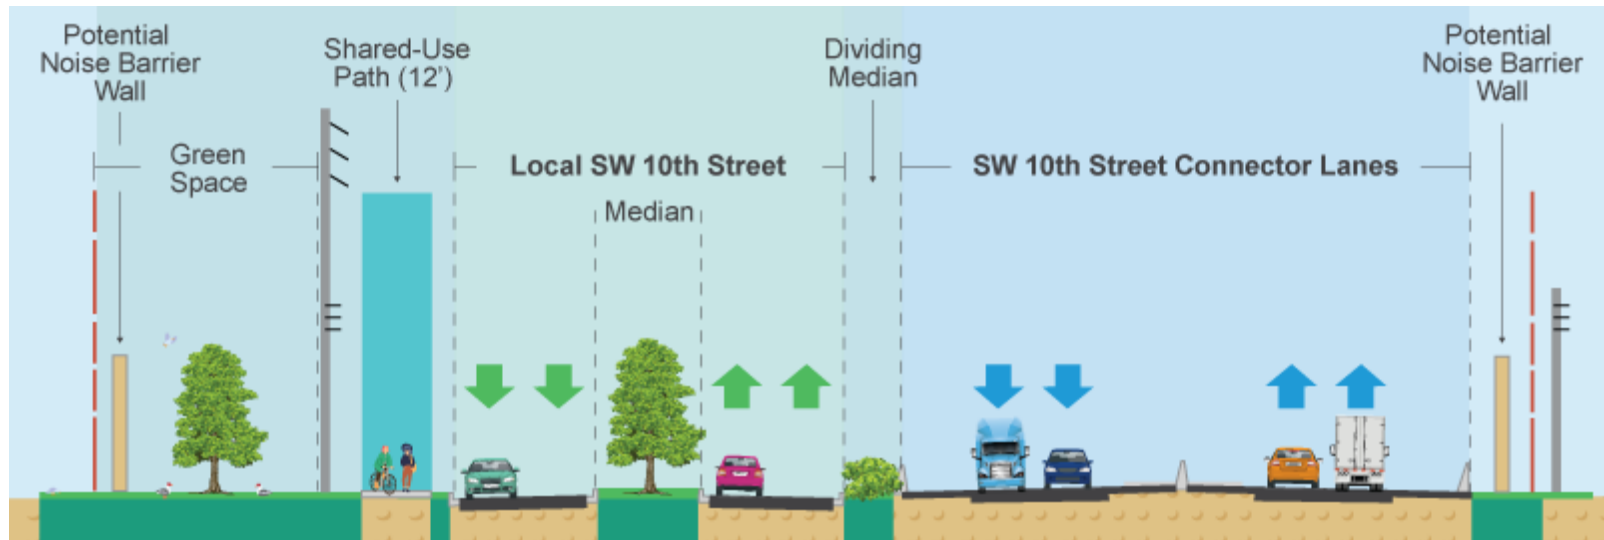 Potential
Noise Barrier
Wall
Green
Space
Shared-Use
Path (12')
Local SW 10th Street
Median
Dividing
Median
SW 10th Street Connector Lanes
Potential
Noise Barrier
Wall